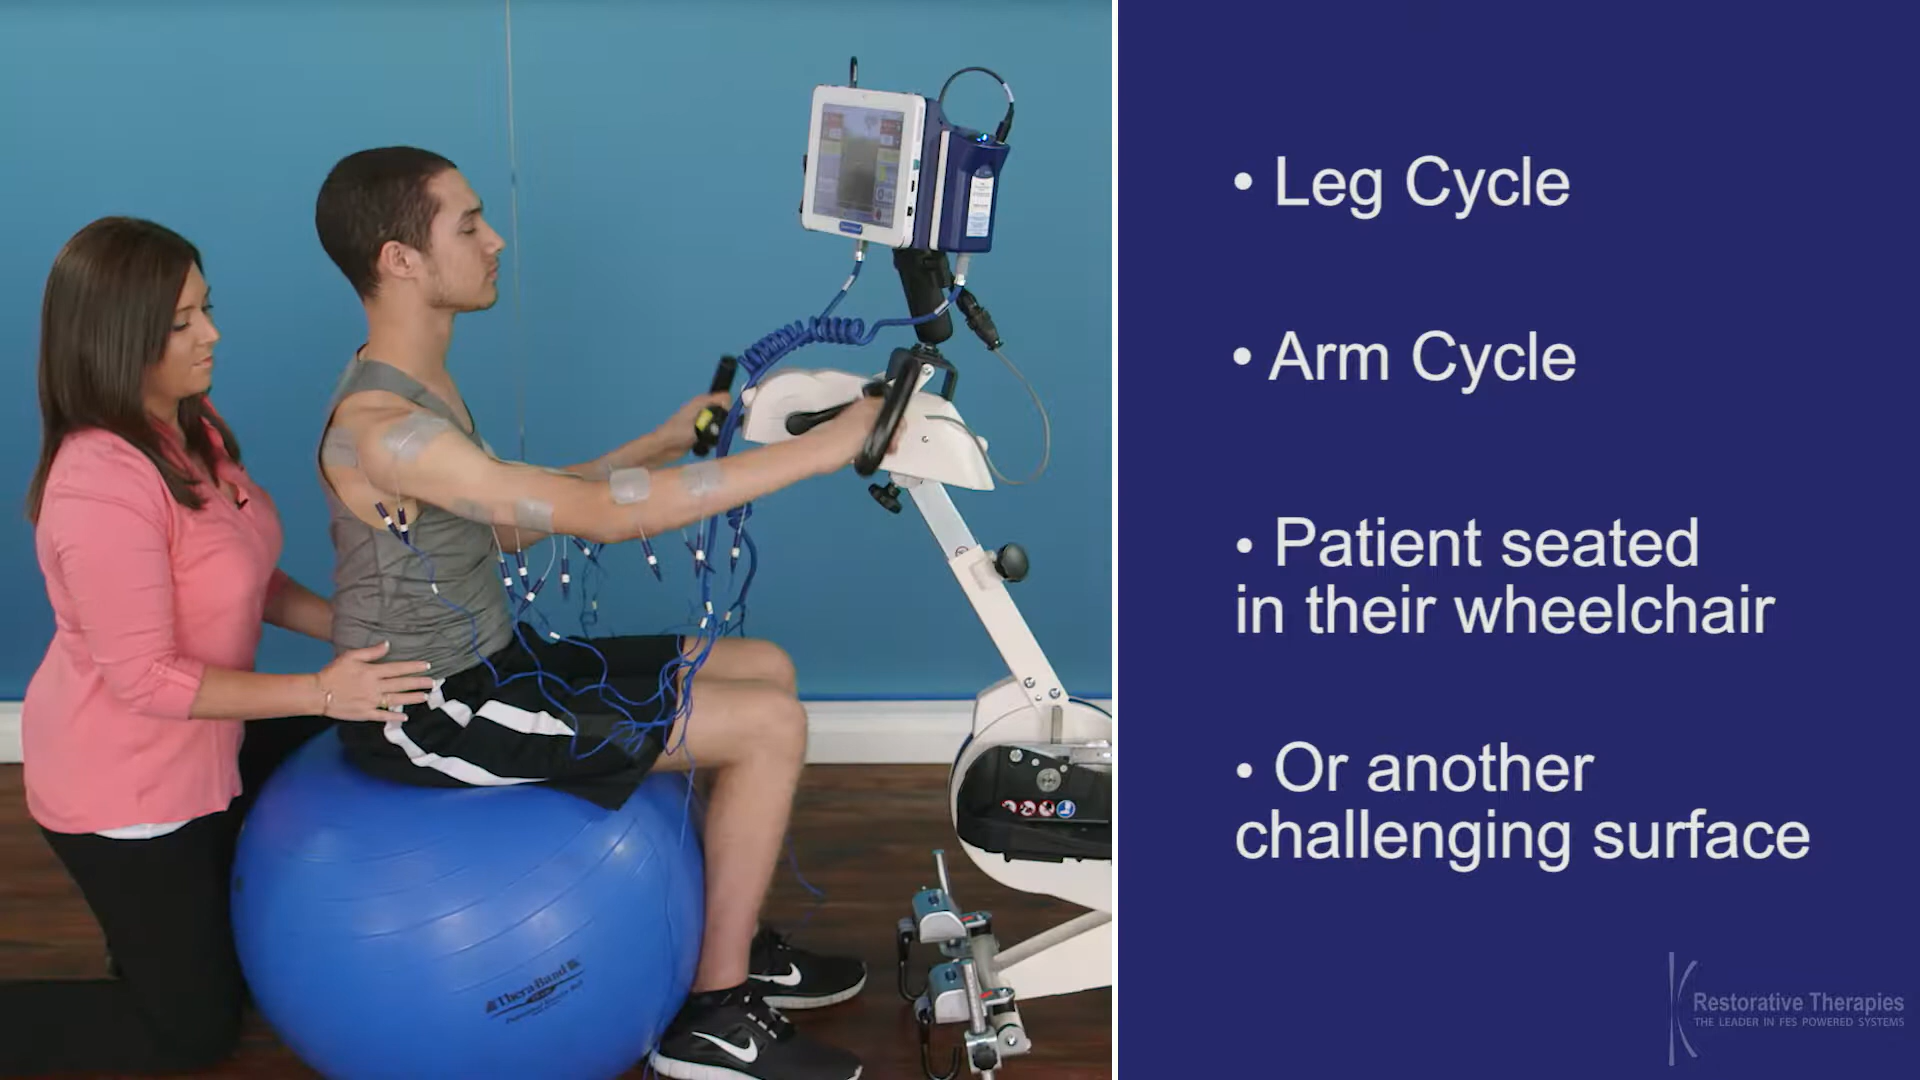 • Leg Cycle
• Arm Cycle
• Patient seated
in their wheelchair
• Or another
challenging surface
TheraBand
Restorative Therapies
THE LEADER IN FES POWERED SYSTEMS